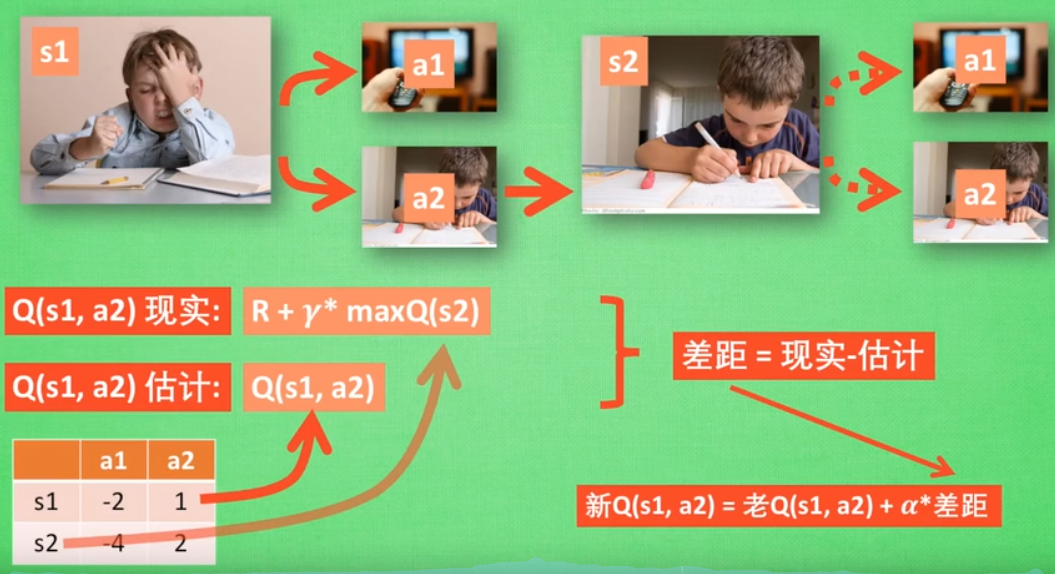 s1
a1
s2
a1
a2
a2
Q(s1, a2) 现实:
R + γ* maxQ(s2)
差距 = 现实-估计
Q(s1, a2) 估计:
Q(s1, a2)
a1 a2
s1 -2 1
s2 -4 2
新Q(s1, a2) = 老Q(s1, a2) + α*差距